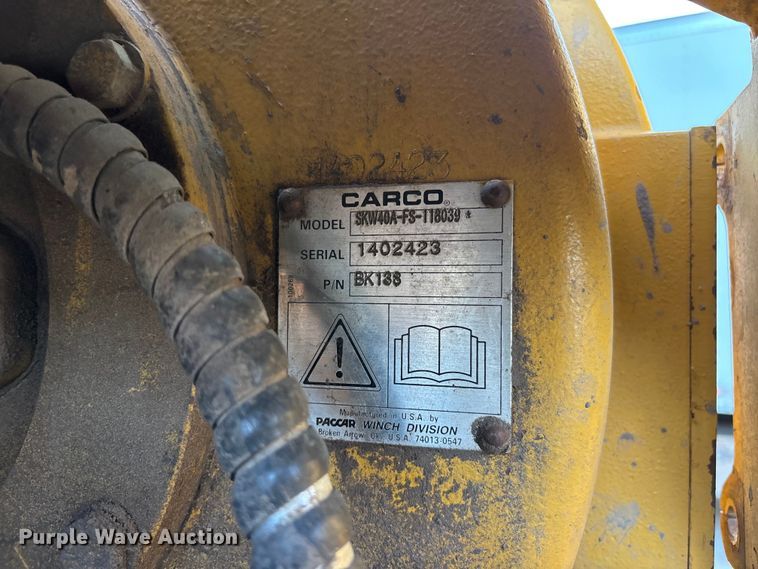 1402423
CARCO®
MODEL SKW40A-FS-118039 *
SERIAL 1402423
P/N BK138
Manufactured in U.S.A. by
PACCAR WINCH DIVISION
Broken Arrow, Ok., U.S.A. 74013-0547
Purple Wave Auction